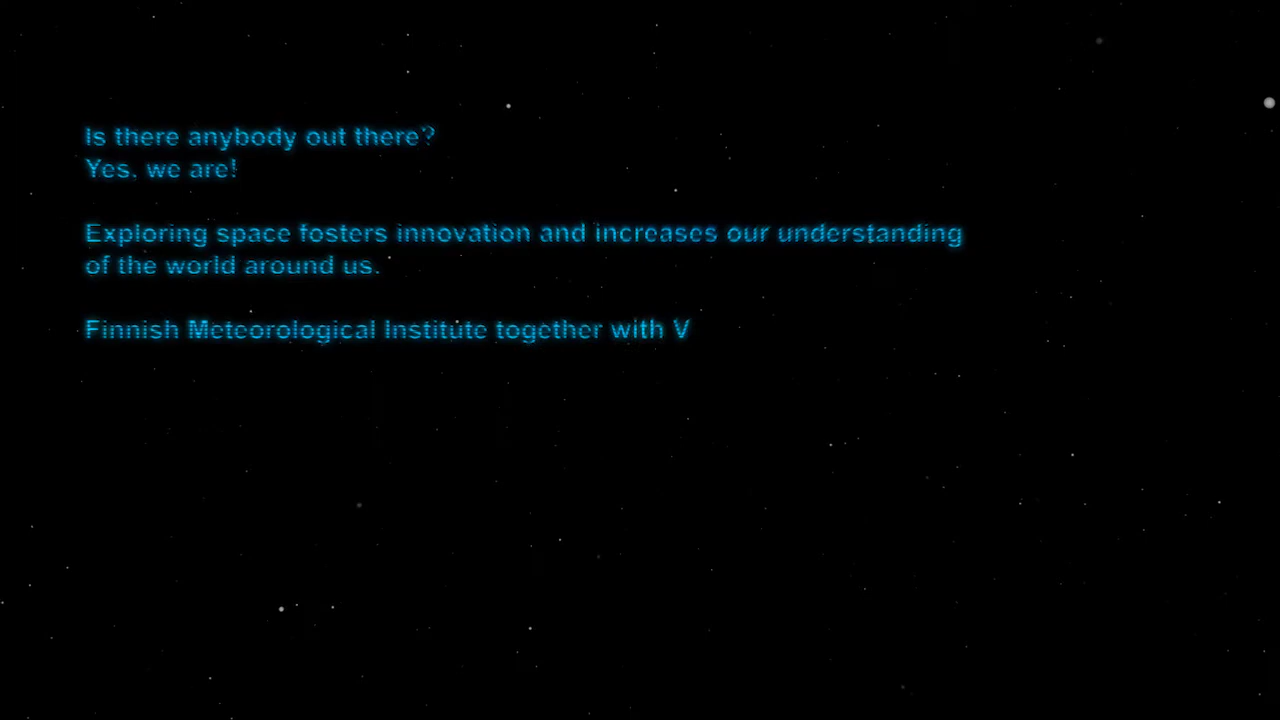 Is there anybody out there?
Yes, we are!
Exploring space fosters innovation and increases our understanding
of the world around us.
Finnish Meteorological Institute together with V